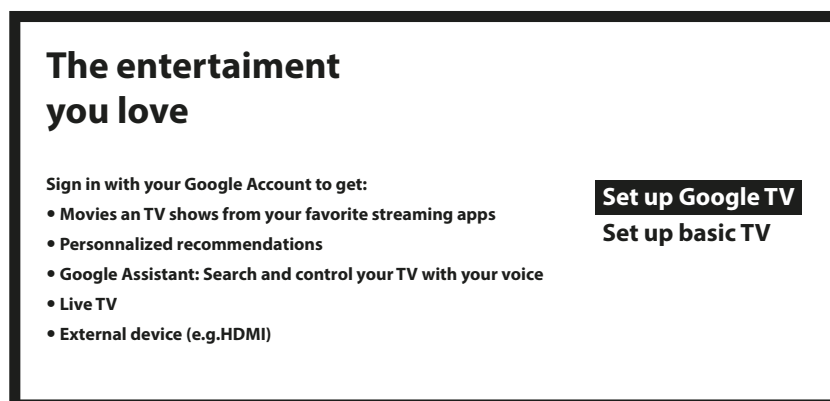 The entertaiment
you love
Sign in with your Google Account to get:
• Movies an TV shows from your favorite streaming apps
• Personnalized recommendations
• Google Assistant: Search and control your TV with your voice
• Live TV
• External device (e.g.HDMI)
Set up Google TV
Set up basic TV